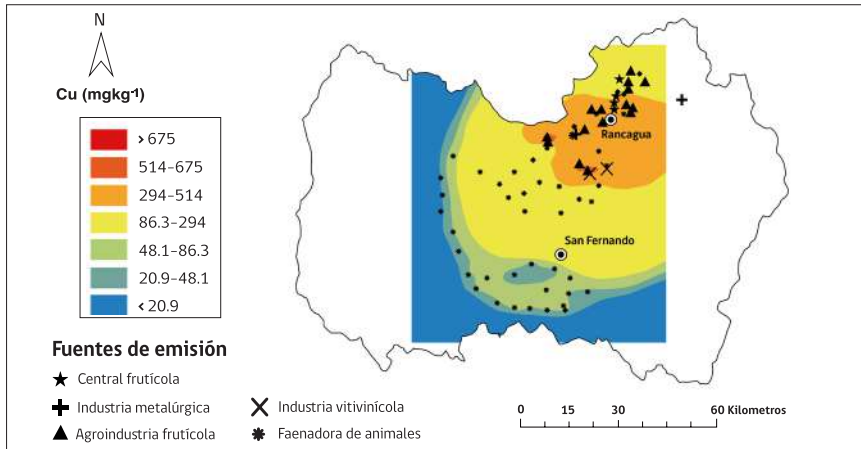 N
Cu (mgkg-1)
> 675
514-675
294-514
86.3-294
48.1-86.3
20.9-48.1
< 20.9
Rancagua
San Fernando
Fuentes de emisión
Central frutícola
Industria metalúrgica
Agroindustria frutícola
Industria vitivinícola
Faenadora de animales
0 15 30 60 Kilometros